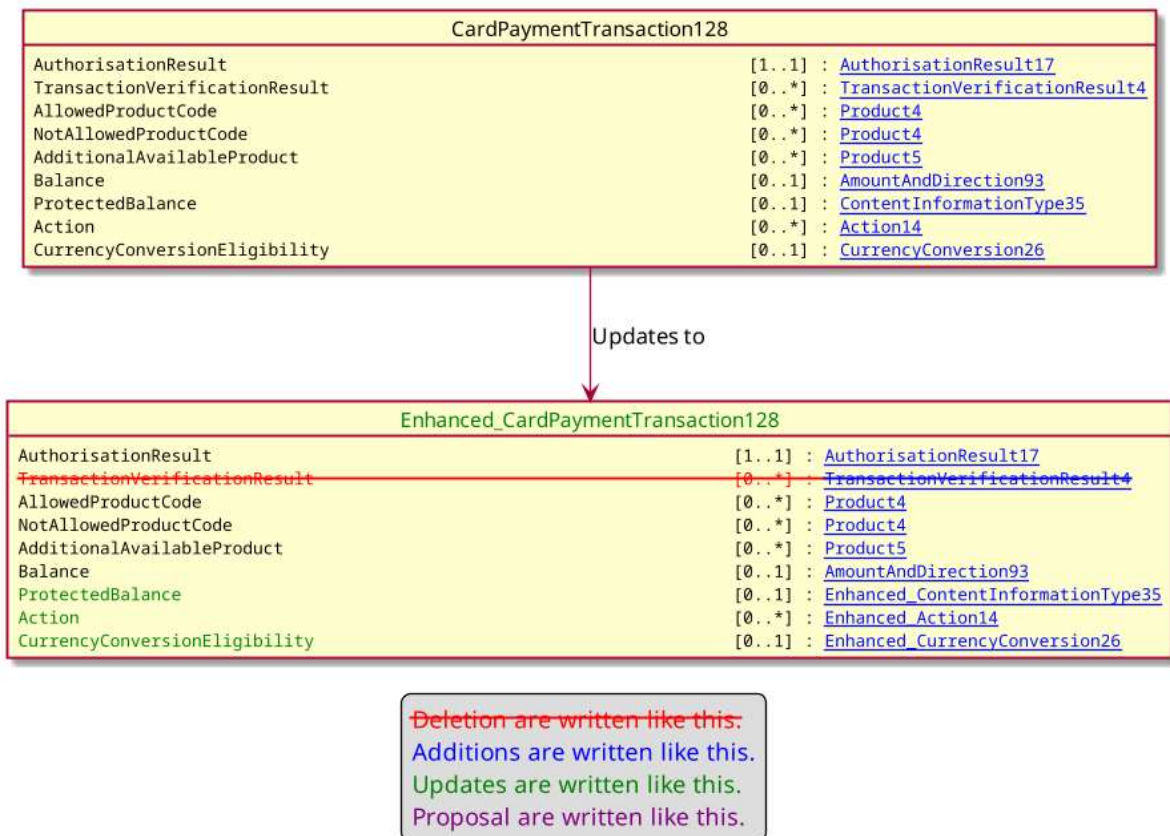 CardPaymentTransaction128
AuthorisationResult [1..1] : AuthorisationResult17
TransactionVerificationResult [0..*] : TransactionVerificationResult4
AllowedProductCode [0..*] : Product4
NotAllowedProductCode [0..*] : Product4
AdditionalAvailableProduct [0..*] : Product5
Balance [0..1] : AmountAndDirection93
ProtectedBalance [0..1] : ContentInformationType35
Action [0..*] : Action14
CurrencyConversionEligibility [0..1] : CurrencyConversion26
Updates to
Enhanced_CardPaymentTransaction128
AuthorisationResult [1..1] : AuthorisationResult17
TransactionVerificationResult [0..*] : TransactionVerificationResult4
AllowedProductCode [0..*] : Product4
NotAllowedProductCode [0..*] : Product4
AdditionalAvailableProduct [0..*] : Product5
Balance [0..1] : AmountAndDirection93
ProtectedBalance [0..1] : Enhanced_ContentInformationType35
Action [0..*] : Enhanced_Action14
CurrencyConversionEligibility [0..1] : Enhanced_CurrencyConversion26
Deletion are written like this.
Additions are written like this.
Updates are written like this.
Proposal are written like this.